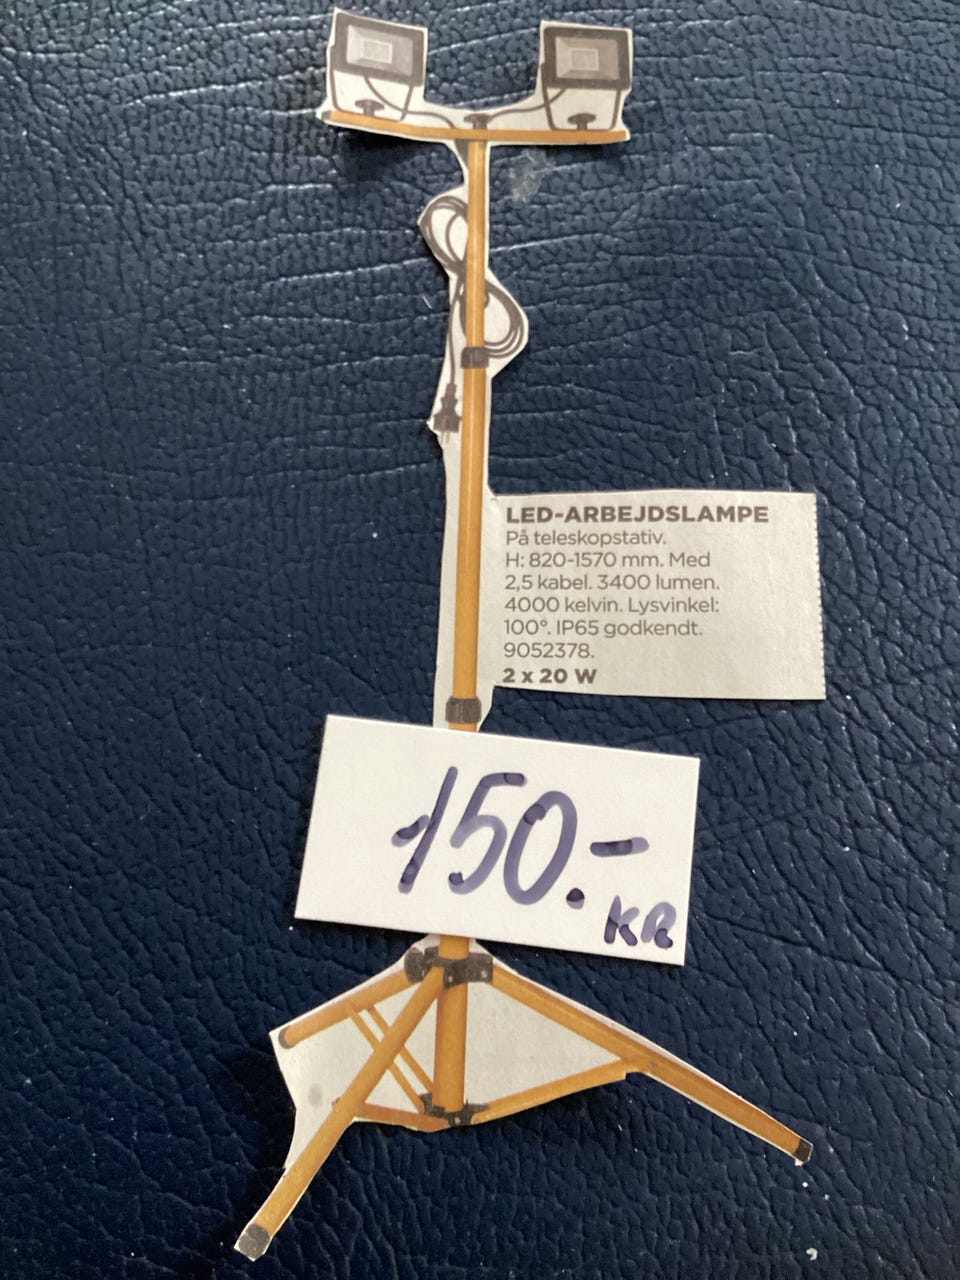 LED-ARBEJDSLAMPE
På teleskopstativ.
H: 820-1570 mm. Med
2,5 kabel. 3400 lumen.
4000 kelvin. Lysvinkel:
100°. IP65 godkendt.
9052378.
2 x 20 W
150.-
KR